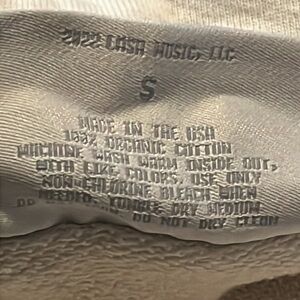 2022 CASA MUSIC, LLC
S
MADE IN THE USA
100% ORGANIC COTTON
MACHINE WASH WARM INSIDE OUT,
WITH LIKE COLORS. USE ONLY
NON-CHLORINE BLEACH WHEN
NEEDED. TUMBLE DRY MEDIUM.
DO DO NOT DRY CLEAN